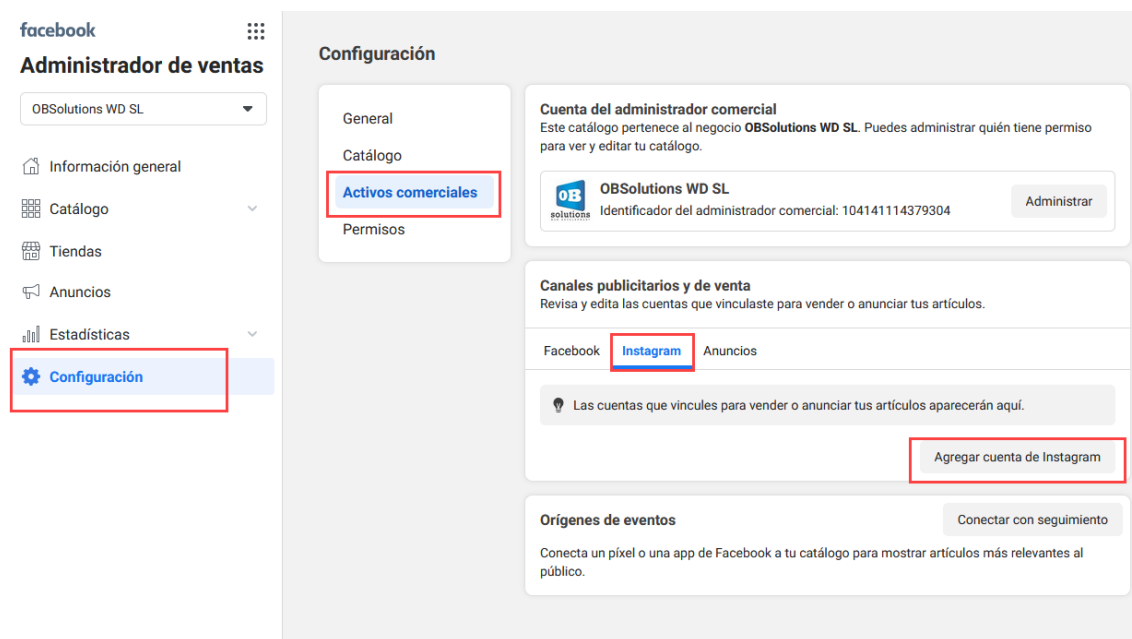 facebook
Administrador de ventas
OBSolutions WD SL
Información general
Catálogo
Tiendas
Anuncios
Estadísticas
Configuración
Configuración
General
Catálogo
Activos comerciales
Permisos
Cuenta del administrador comercial
Este catálogo pertenece al negocio OBSolutions WD SL. Puedes administrar quién tiene permiso
para ver y editar tu catálogo.
OB
solutions
OBSolutions WD SL
Identificador del administrador comercial: 104141114379304
Administrar
Canales publicitarios y de venta
Revisa y edita las cuentas que vinculaste para vender o anunciar tus artículos.
Facebook Instagram Anuncios
Las cuentas que vincules para vender o anunciar tus artículos aparecerán aquí.
Agregar cuenta de Instagram
Orígenes de eventos
Conectar con seguimiento
Conecta un píxel o una app de Facebook a tu catálogo para mostrar artículos más relevantes al
público.